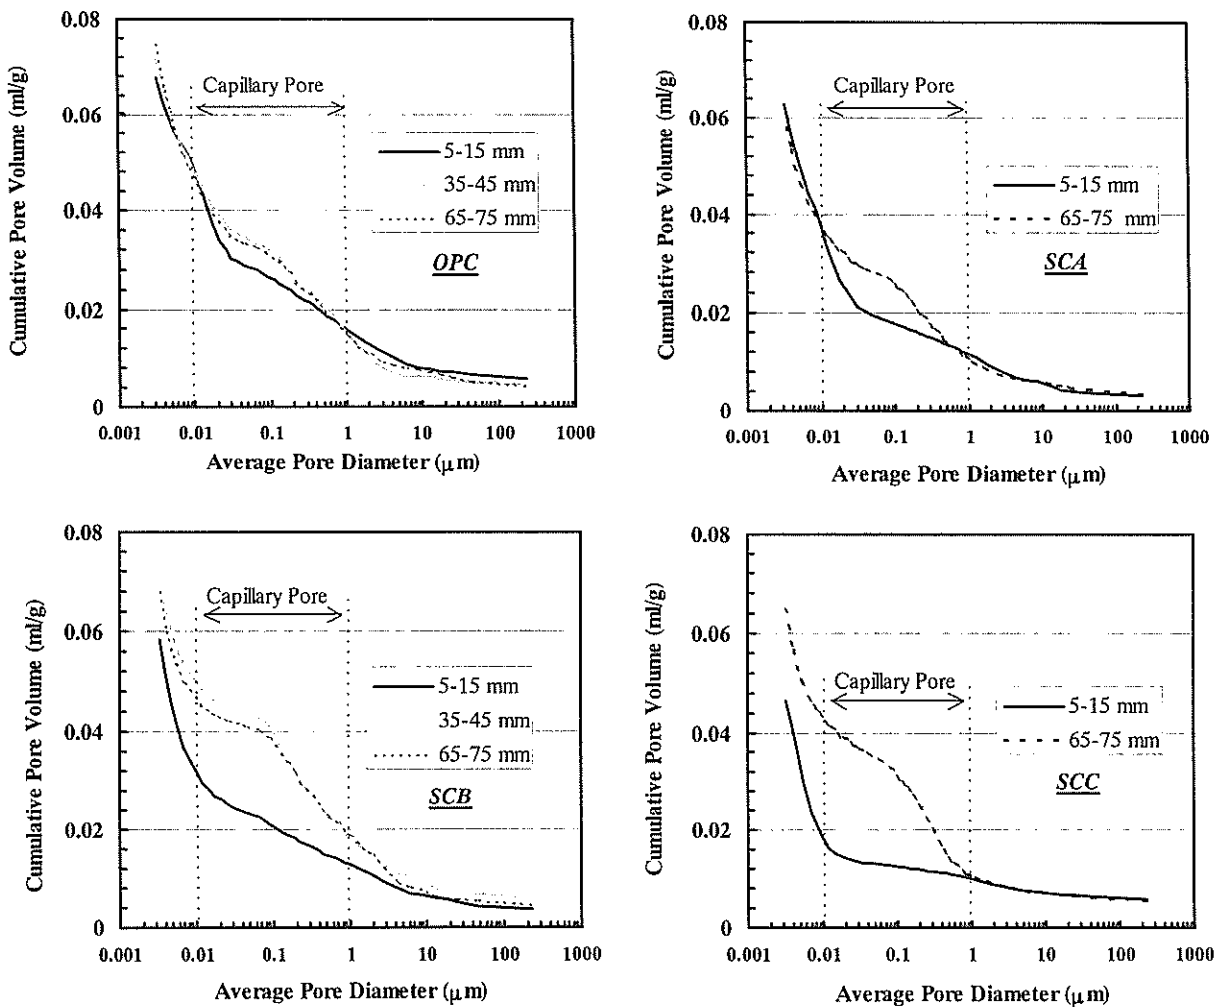 0.08
0.06
0.04
0.02
0
Cumulative Pore Volume (ml/g)
Capillary Pore
5-15 mm
35-45 mm
65-75 mm
OPC
0.001 0.01 0.1 1 10 100 1000
Average Pore Diameter (μm)
0.08
0.06
0.04
0.02
0
Cumulative Pore Volume (ml/g)
Capillary Pore
5-15 mm
65-75 mm
SCA
0.001 0.01 0.1 1 10 100 1000
Average Pore Diameter (μm)
0.08
0.06
0.04
0.02
0
Cumulative Pore Volume (ml/g)
Capillary Pore
5-15 mm
35-45 mm
65-75 mm
SCB
0.001 0.01 0.1 1 10 100 1000
Average Pore Diameter (μm)
0.08
0.06
0.04
0.02
0
Cumulative Pore Volume (ml/g)
Capillary Pore
5-15 mm
65-75 mm
SCC
0.001 0.01 0.1 1 10 100 1000
Average Pore Diameter (μm)